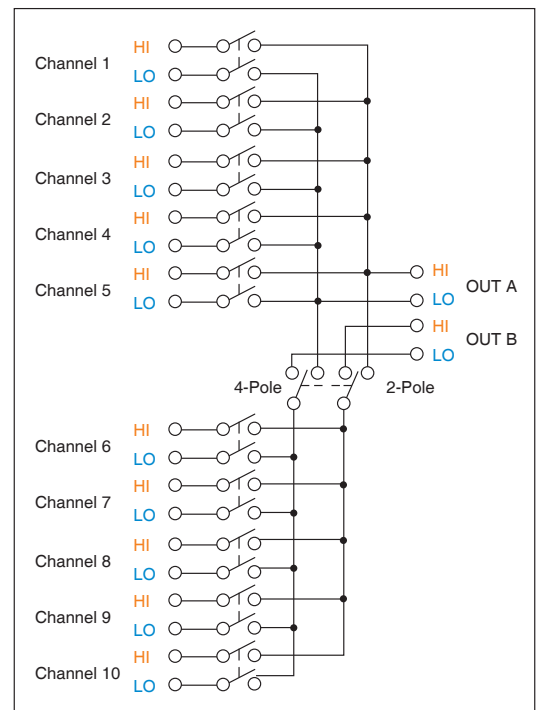 HI
Channel 1
LO
HI
Channel 2
LO
HI
Channel 3
LO
HI
Channel 4
LO
HI
Channel 5
LO
HI
OUT A
LO
HI
OUT B
LO
4-Pole 2-Pole
HI
Channel 6
LO
HI
Channel 7
LO
HI
Channel 8
LO
HI
Channel 9
LO
HI
Channel 10
LO